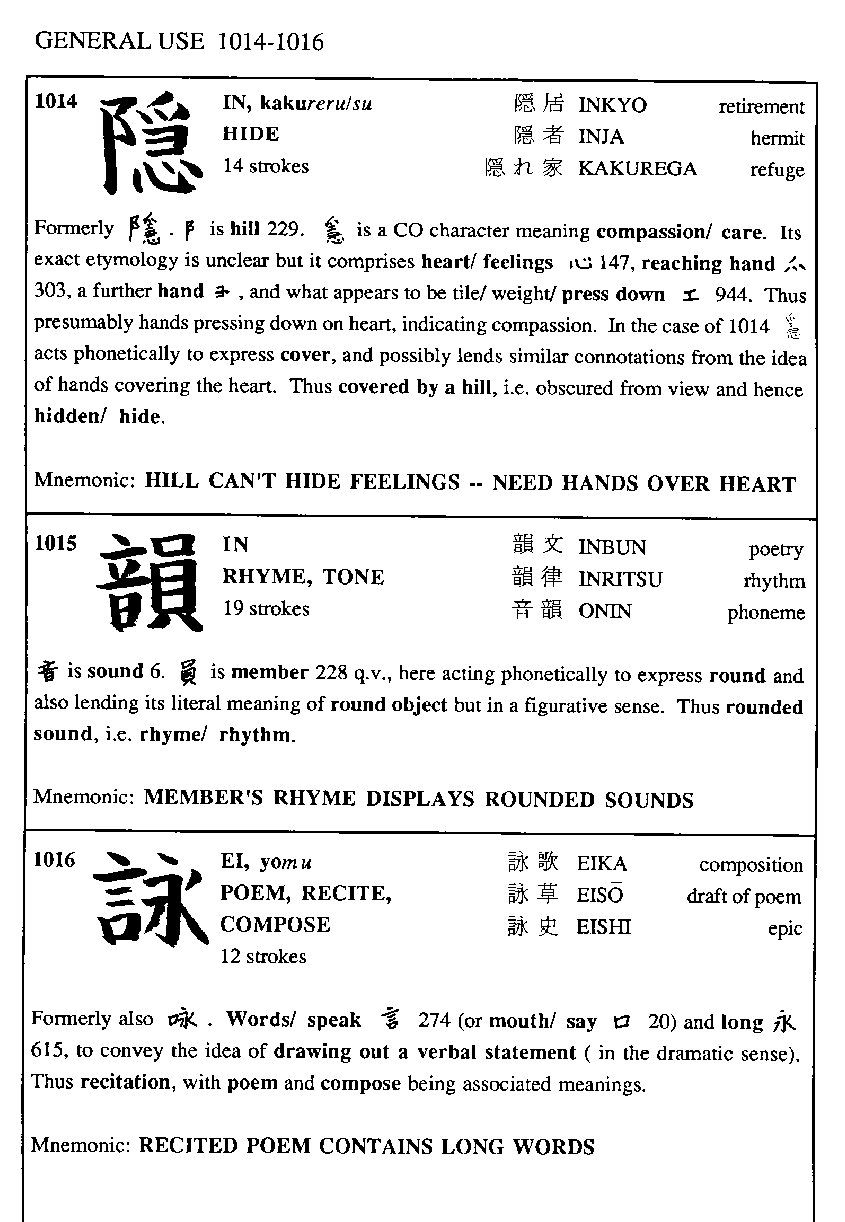 GENERAL USE 1014-1016
1014 隠 IN, kakureru/su 隠居 INKYO retirement
HIDE 隠者 INJA hermit
14 strokes 隠れ家 KAKUREGA refuge
Formerly 隱. 阝 is hill 229. 㥯 is a CO character meaning compassion/ care. Its
exact etymology is unclear but it comprises heart/ feelings 心 147, reaching hand 爫
303, a further hand ⺕, and what appears to be tile/ weight/ press down 工 944. Thus
presumably hands pressing down on heart, indicating compassion. In the case of 1014 㥯
acts phonetically to express cover, and possibly lends similar connotations from the idea
of hands covering the heart. Thus covered by a hill, i.e. obscured from view and hence
hidden/ hide.
Mnemonic: HILL CAN'T HIDE FEELINGS -- NEED HANDS OVER HEART
1015 韻 IN 韻文 INBUN poetry
RHYME, TONE 韻律 INRITSU rhythm
19 strokes 音韻 ONIN phoneme
音 is sound 6. 員 is member 228 q.v., here acting phonetically to express round and
also lending its literal meaning of round object but in a figurative sense. Thus rounded
sound, i.e. rhyme/ rhythm.
Mnemonic: MEMBER'S RHYME DISPLAYS ROUNDED SOUNDS
1016 詠 EI, yomu 詠歌 EIKA composition
POEM, RECITE, 詠草 EISŌ draft of poem
COMPOSE 詠史 EISHI epic
12 strokes
Formerly also 咏. Words/ speak 言 274 (or mouth/ say 口 20) and long 永
615, to convey the idea of drawing out a verbal statement ( in the dramatic sense).
Thus recitation, with poem and compose being associated meanings.
Mnemonic: RECITED POEM CONTAINS LONG WORDS